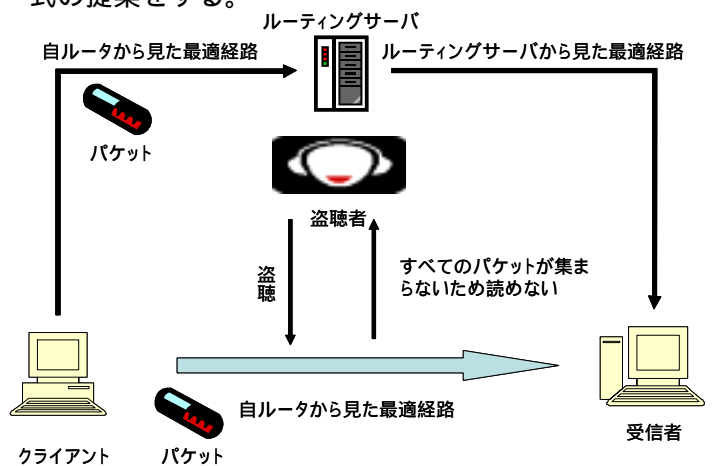 式の提案をする。
ルーティングサーバ
自ルータから見た最適経路
ルーティングサーバから見た最適経路
パケット
盗聴者
盗聴
すべてのパケットが集ま
らないため読めない
自ルータから見た最適経路
受信者
クライアント
パケット